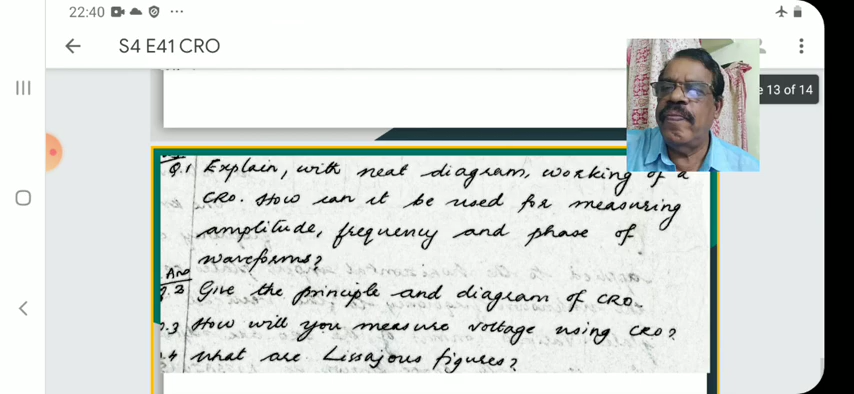 22:40
S4 E41 CRO
e 13 of 14
Q.1 Explain, with neat diagram, working of a
CRO. How can it be used for measuring
amplitude, frequency and phase of
waveforms?
Ans
Give the principle and diagram of CRO.
.3 How will you measure voltage using CRO?
.4 What are Lissajous figures?